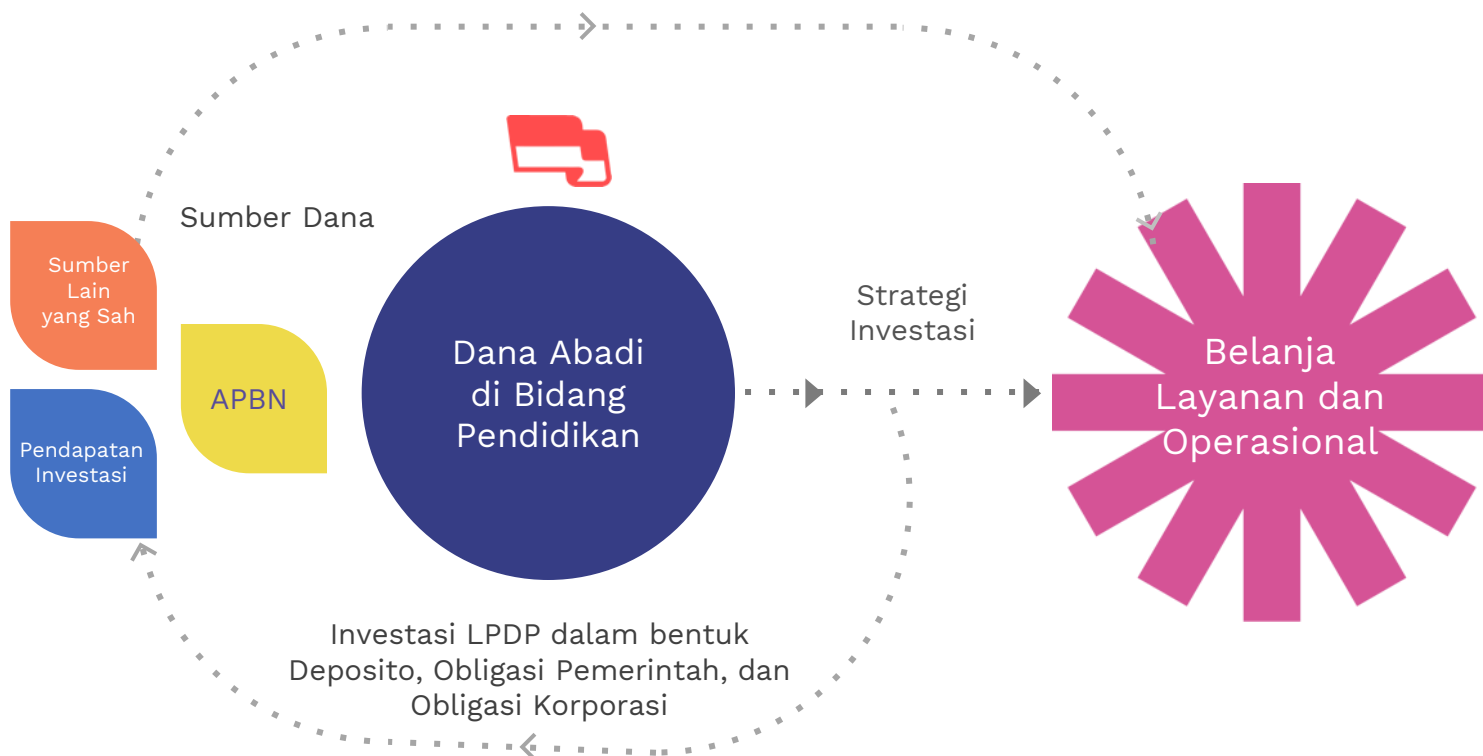 Sumber Dana
Sumber
Lain
yang Sah
APBN
Pendapatan
Investasi
Dana Abadi
di Bidang
Pendidikan
Strategi
Investasi
Belanja
Layanan dan
Operasional
Investasi LPDP dalam bentuk
Deposito, Obligasi Pemerintah, dan
Obligasi Korporasi